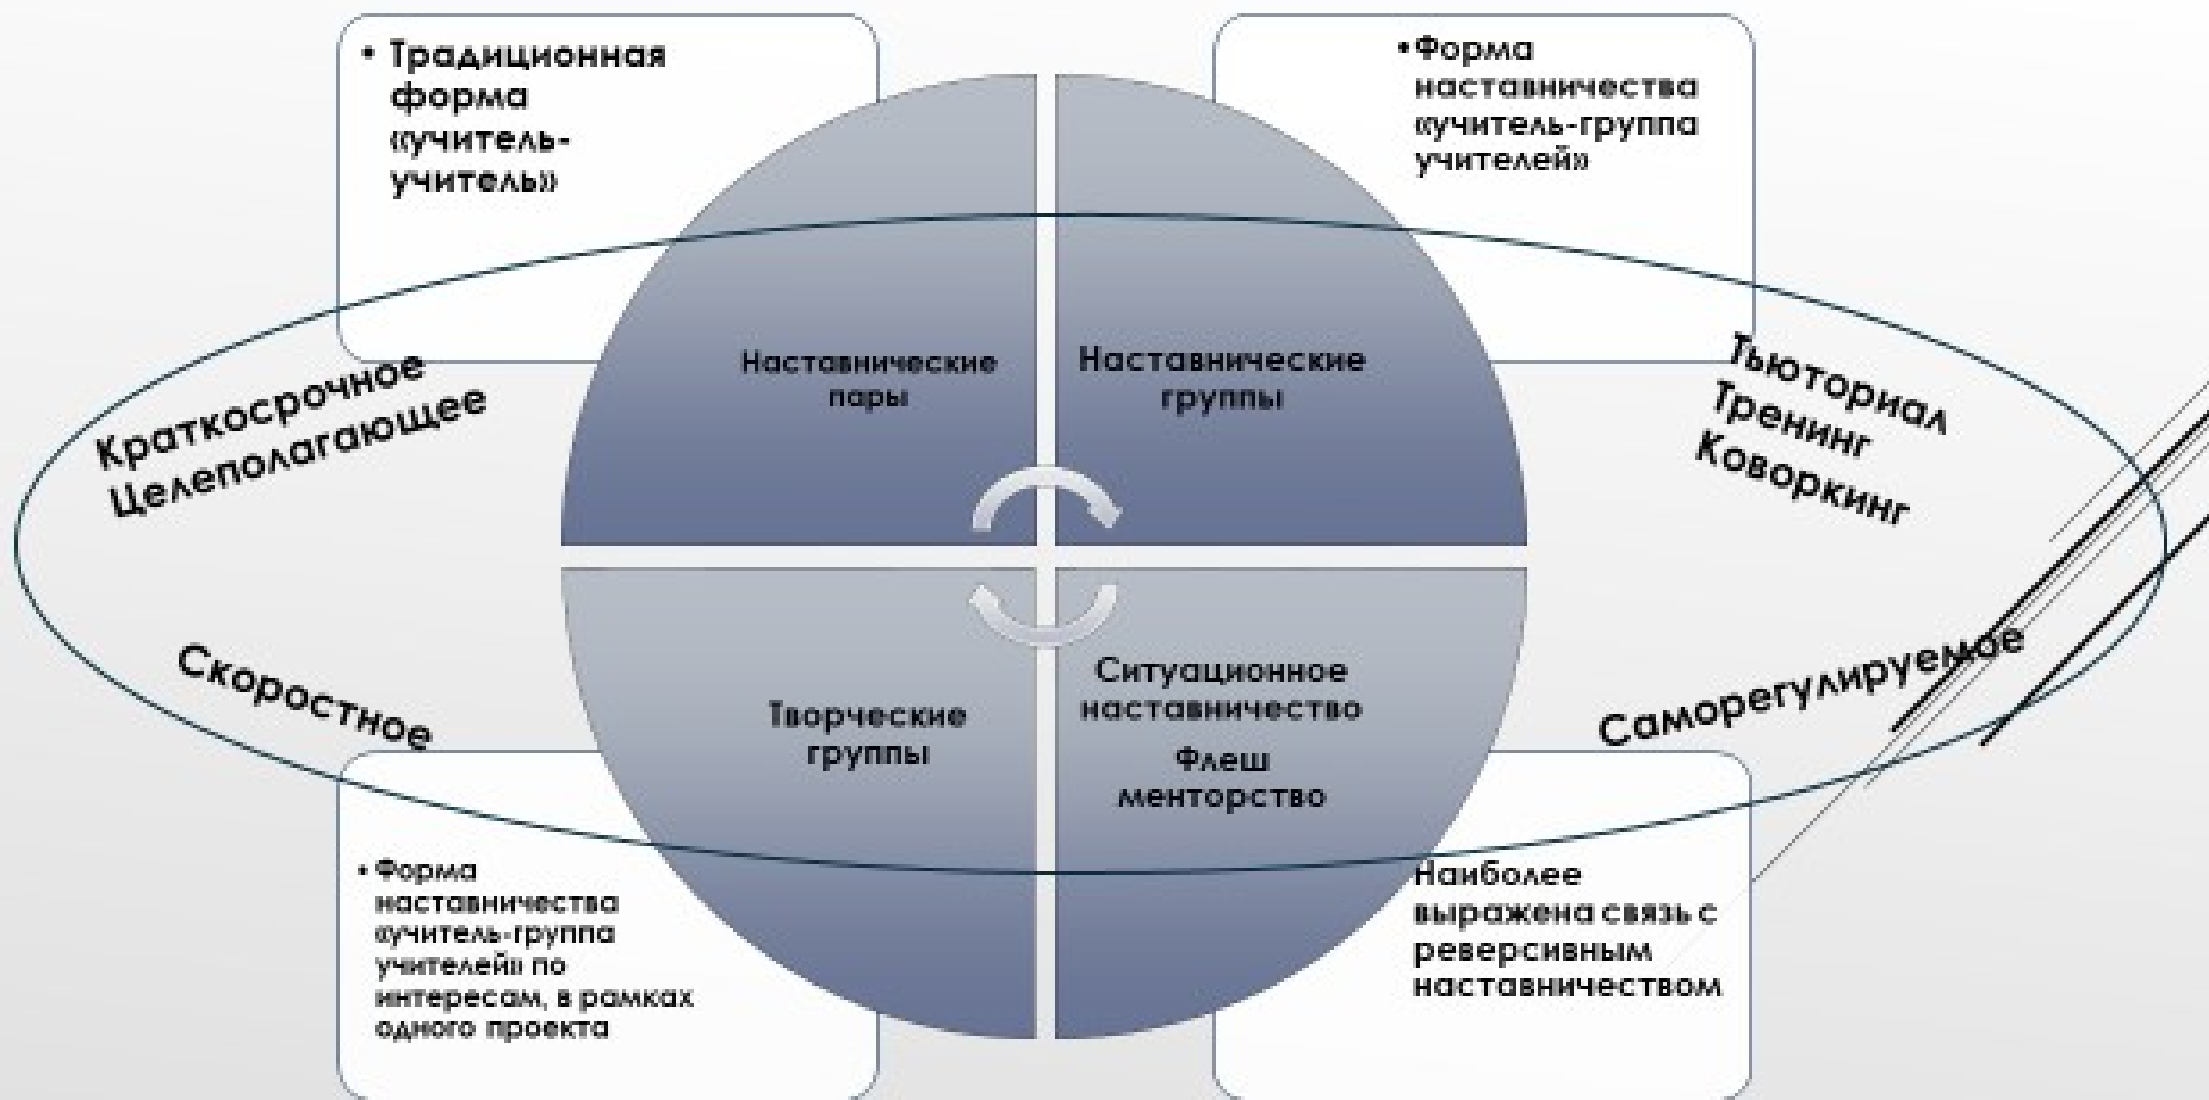 • Традиционная
форма
«учитель-
учитель»
•Форма
наставничества
«учитель-группа
учителей»
Наставнические
пары
Наставнические
группы
Краткосрочное
Целеполагающее
Тьюториал
Тренинг
Коворкинг
Скоростное
Творческие
группы
Ситуационное
наставничество
Флеш
менторство
Саморегулируемое
• Форма
наставничества
«учитель-группа
учителей» по
интересам, в рамках
одного проекта
Наиболее
выражена связь с
реверсивным
наставничеством